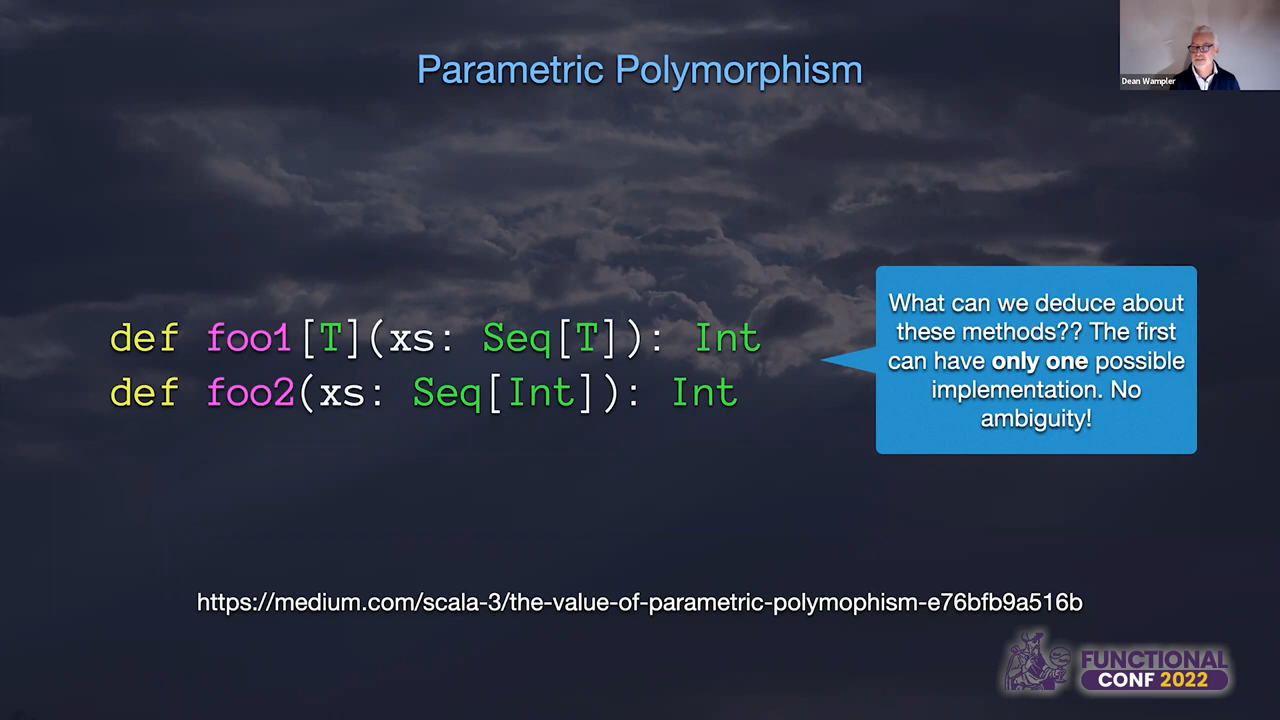 Parametric Polymorphism
Dean Wampler
def foo1[T](xs: Seq[T]): Int
def foo2(xs: Seq[Int]): Int
What can we deduce about
these methods?? The first
can have only one possible
implementation. No
ambiguity!
https://medium.com/scala-3/the-value-of-parametric-polymophism-e76bfb9a516b
FUNCTIONAL
CONF 2022